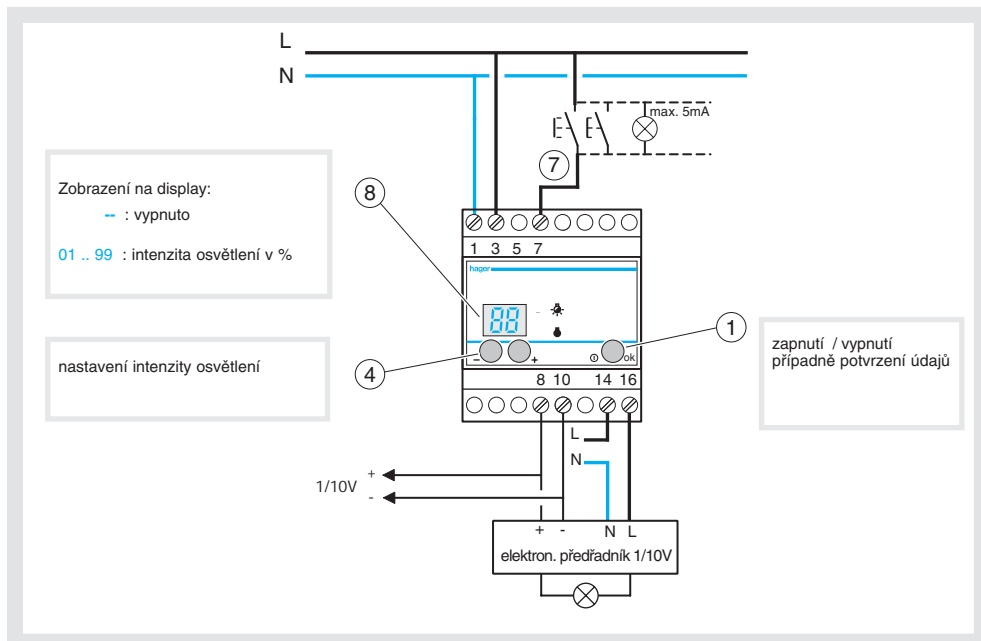 L
N
max. 5mA
7
Zobrazení na display:
-- : vypnuto
01 .. 99 : intenzita osvětlení v %
8
1 3 5 7
hager
88
1
4
- + ok
nastavení intenzity osvětlení
zapnutí / vypnutí
případně potvrzení údajů
8 10 14 16
L
N
+
1/10V
-
+ - N L
elektron. předřadník 1/10V